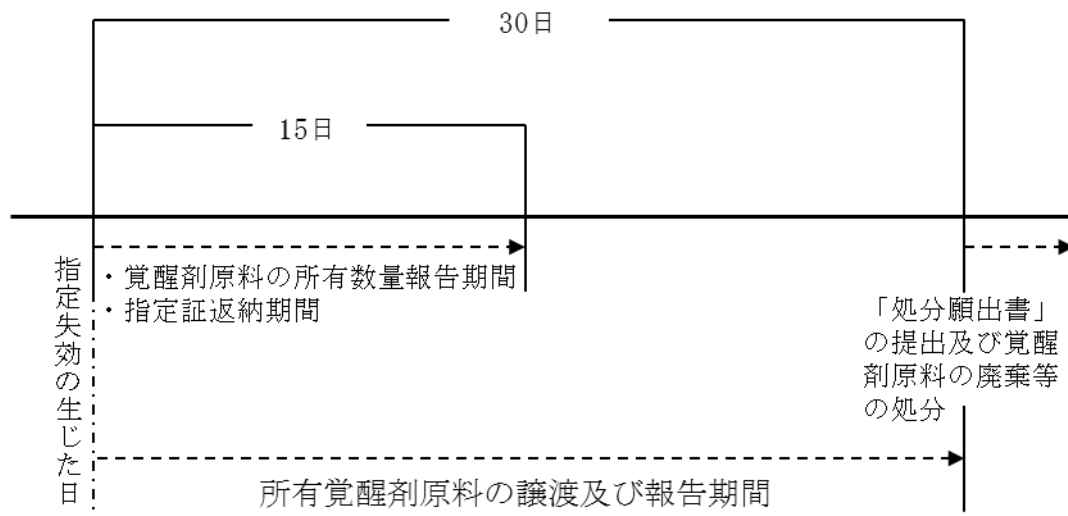 30日
15日
指定失効の生じた日
・覚醒剤原料の所有数量報告期間
・指定証返納期間
「処分願出書」
の提出及び覚醒
剤原料の廃棄等
の処分
所有覚醒剤原料の譲渡及び報告期間